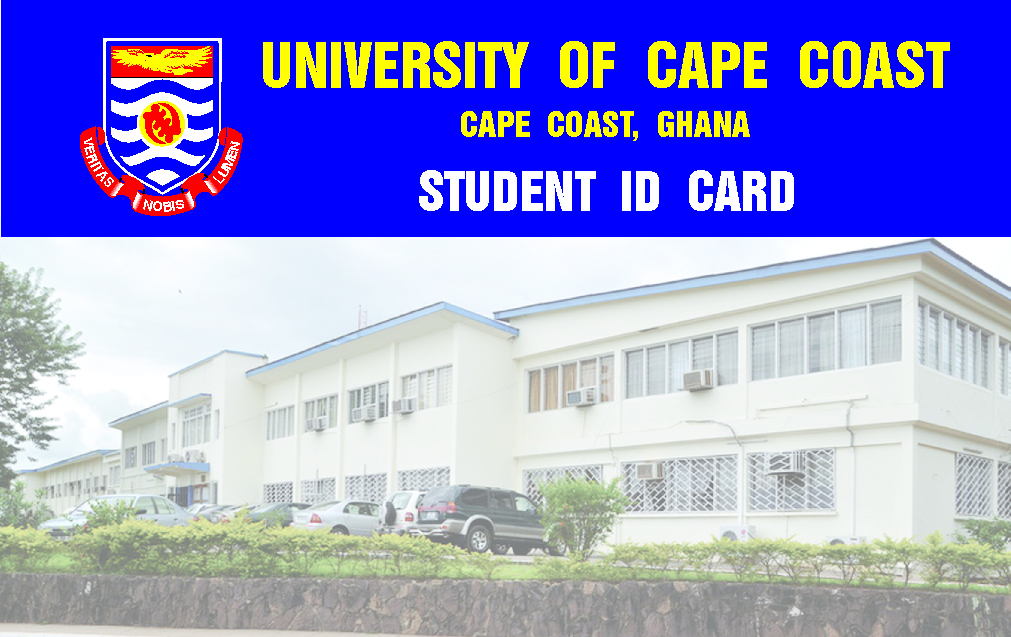 UNIVERSITY OF CAPE COAST
CAPE COAST, GHANA
STUDENT ID CARD
VERITAS NOBIS LUMEN